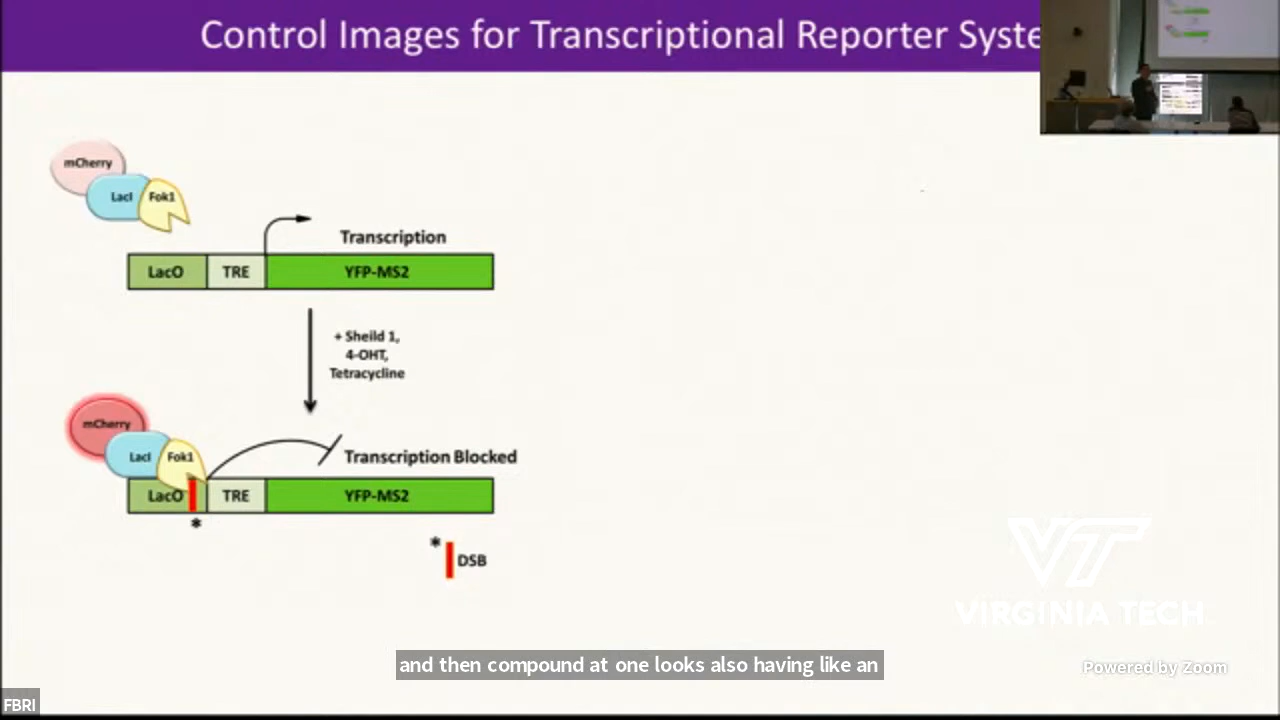 Control Images for Transcriptional Reporter Syste
mCherry
LacI
Fok1
Transcription
LacO
TRE
YFP-MS2
+ Sheild 1,
4-OHT,
Tetracycline
mCherry
LacI
Fok1
Transcription Blocked
LacO
TRE
YFP-MS2
*
*
DSB
VT
VIRGINIA TECH
and then compound at one looks also having like an
Powered by Zoom
FBRI